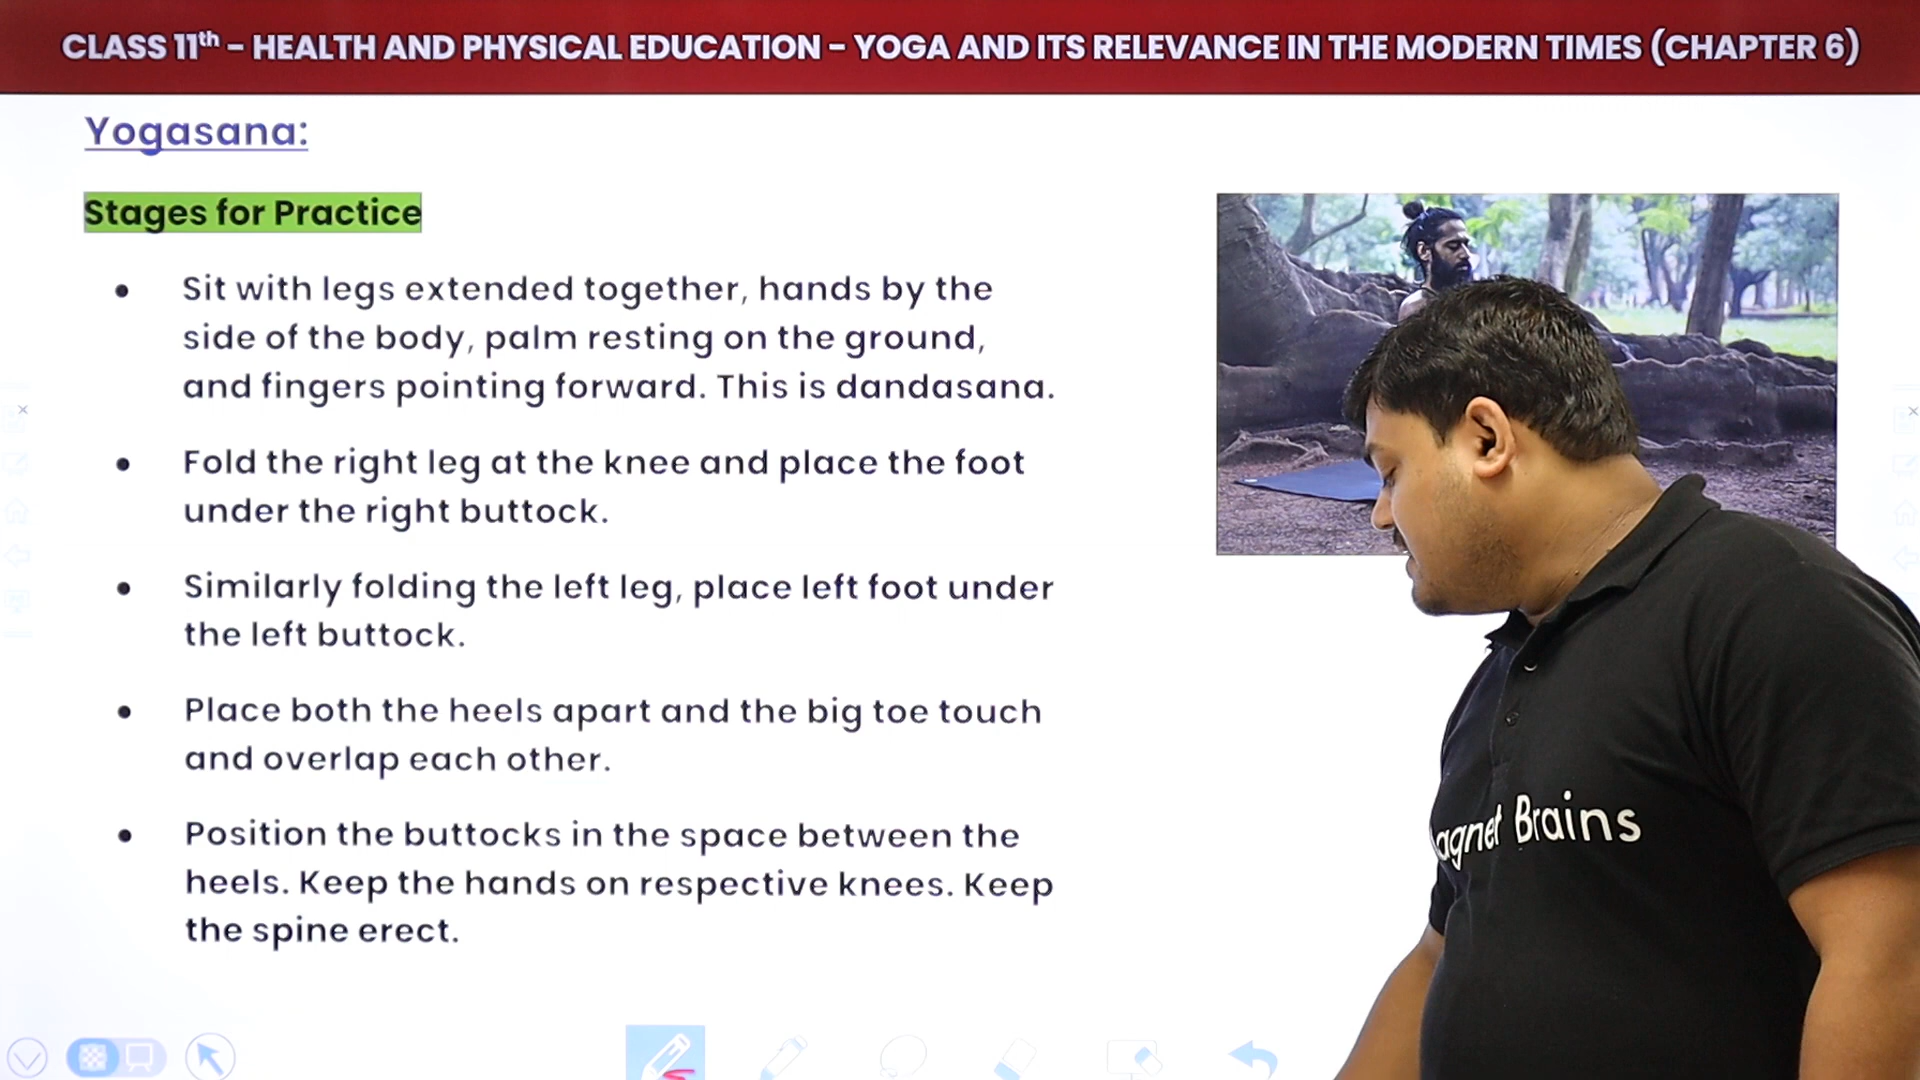 CLASS 11th – HEALTH AND PHYSICAL EDUCATION – YOGA AND ITS RELEVANCE IN THE MODERN TIMES (CHAPTER 6)
Yogasana:
Stages for Practice
• Sit with legs extended together, hands by the
side of the body, palm resting on the ground,
and fingers pointing forward. This is dandasana.
• Fold the right leg at the knee and place the foot
under the right buttock.
• Similarly folding the left leg, place left foot under
the left buttock.
• Place both the heels apart and the big toe touch
and overlap each other.
• Position the buttocks in the space between the
heels. Keep the hands on respective knees. Keep
the spine erect.
agnet Brains